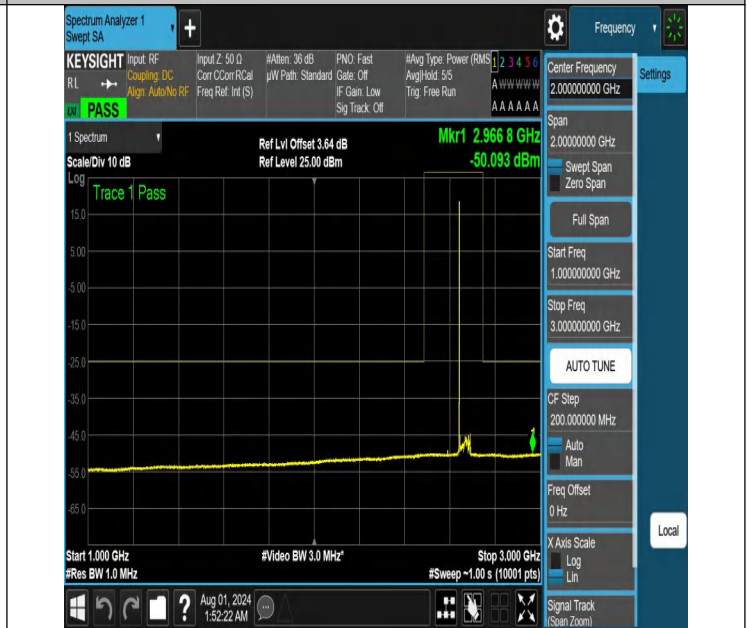 Spectrum Analyzer 1
Swept SA
+
Frequency
KEYSIGHT
RL
LXI PASS
Input: RF
Coupling: DC
Align: Auto/No RF
Input Z: 50 Ω
Corr CCorr RCal
Freq Ref: Int (S)
#Atten: 36 dB
µW Path: Standard
PNO: Fast
Gate: Off
IF Gain: Low
Sig Track: Off
#Avg Type: Power (RMS
Avg|Hold: 5/5
Trig: Free Run
1 2 3 4 5 6
A W W W W W
A A A A A A
1 Spectrum
Scale/Div 10 dB
Ref Lvl Offset 3.64 dB
Ref Level 25.00 dBm
Mkr1 2.966 8 GHz
-50.093 dBm
Log
Trace 1 Pass
15.0
5.00
-5.00
-15.0
-25.0
-35.0
-45.0
-55.0
-65.0
1
Start 1.000 GHz
#Res BW 1.0 MHz
#Video BW 3.0 MHz*
Stop 3.000 GHz
#Sweep ~1.00 s (10001 pts)
Center Frequency
2.000000000 GHz
Settings
Span
2.00000000 GHz
Swept Span
Zero Span
Full Span
Start Freq
1.000000000 GHz
Stop Freq
3.000000000 GHz
AUTO TUNE
CF Step
200.000000 MHz
Auto
Man
Freq Offset
0 Hz
X Axis Scale
Log
Lin
Local
Signal Track
(Span Zoom)
?
Aug 01, 2024
1:52:22 AM